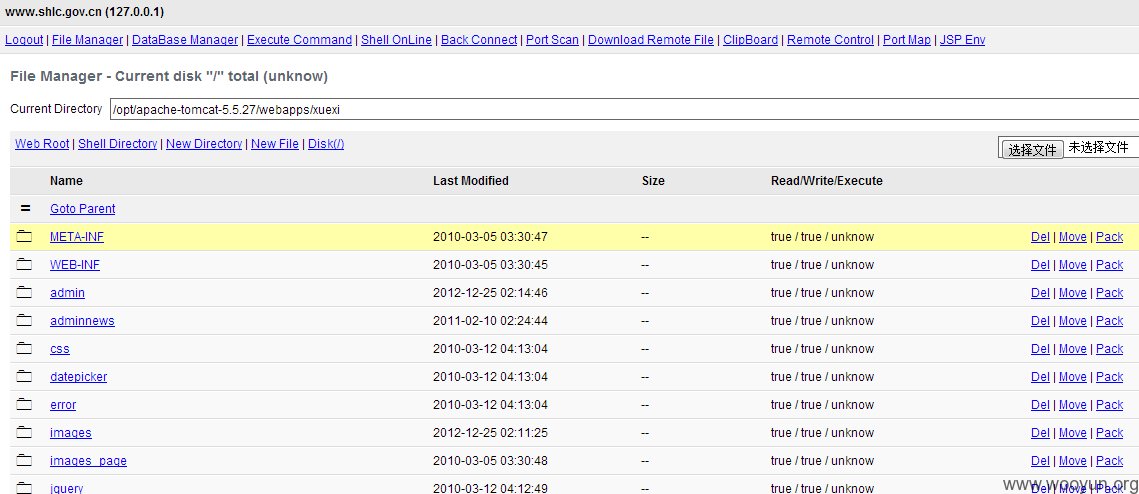 www.shlc.gov.cn (127.0.0.1)
Logout | File Manager | DataBase Manager | Execute Command | Shell OnLine | Back Connect | Port Scan | Download Remote File | ClipBoard | Remote Control | Port Map | JSP Env
File Manager - Current disk "/" total (unknow)
Current Directory /opt/apache-tomcat-5.5.27/webapps/xuexi
Web Root | Shell Directory | New Directory | New File | Disk(/) 选择文件 未选择文件
Name Last Modified Size Read/Write/Execute
= Goto Parent
META-INF 2010-03-05 03:30:47 -- true / true / unknow Del | Move | Pack
WEB-INF 2010-03-05 03:30:45 -- true / true / unknow Del | Move | Pack
admin 2012-12-25 02:14:46 -- true / true / unknow Del | Move | Pack
adminnews 2011-02-10 02:24:44 -- true / true / unknow Del | Move | Pack
css 2010-03-12 04:13:04 -- true / true / unknow Del | Move | Pack
datepicker 2010-03-12 04:13:04 -- true / true / unknow Del | Move | Pack
error 2010-03-12 04:13:04 -- true / true / unknow Del | Move | Pack
images 2012-12-25 02:11:25 -- true / true / unknow Del | Move | Pack
images_page 2010-03-05 03:30:48 -- true / true / unknow Del | Move | Pack
jquery 2010-03-12 04:12:49 -- true / true / unknow Del | Move | Pack
www.wooyun.org